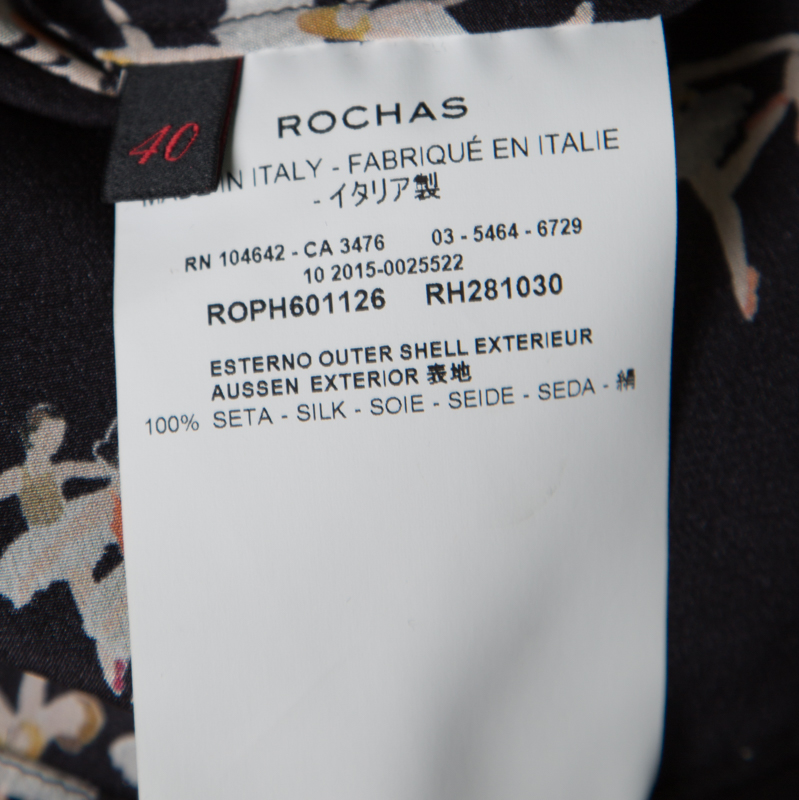 40
ROCHAS
IN ITALY - FABRIQUÉ EN ITALIE
- イタリア製
RN 104642 - CA 3476 03 - 5464 - 6729
10 2015-0025522
ROPH601126 RH281030
ESTERNO OUTER SHELL EXTERIEUR
AUSSEN EXTERIOR 表地
100% SETA - SILK - SOIE - SEIDE - SEDA - 絹